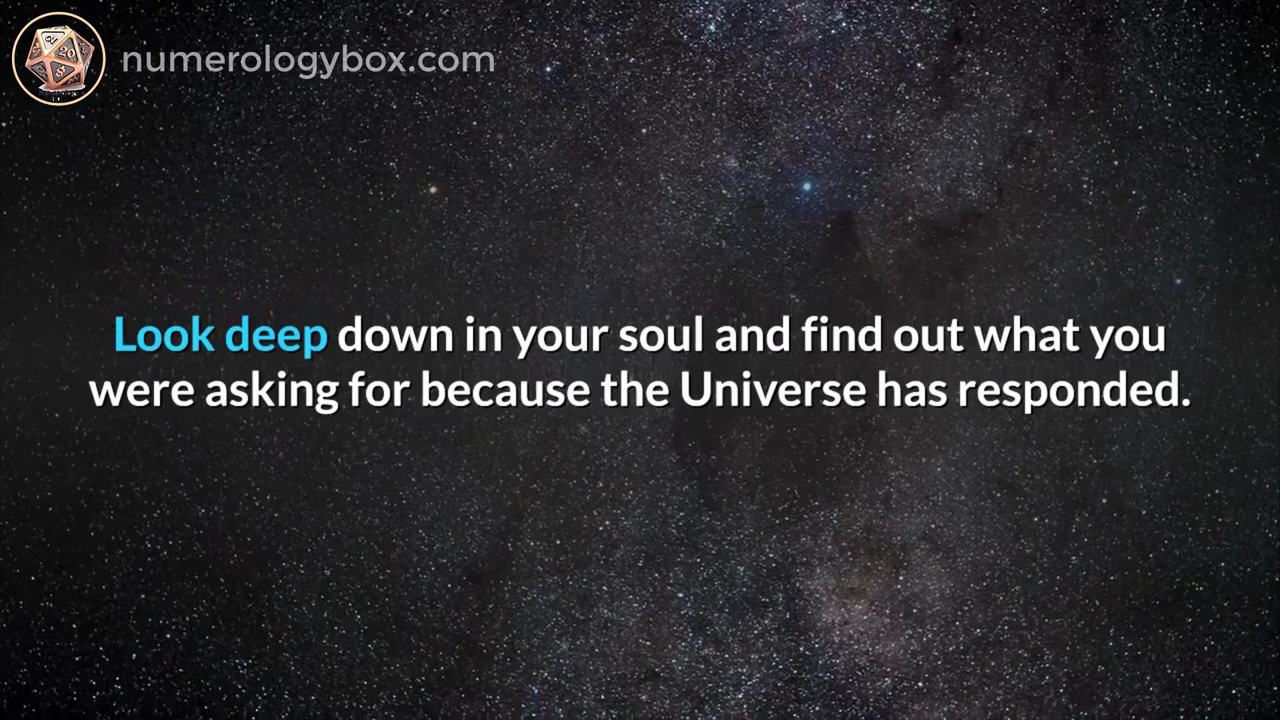 numerologybox.com
Look deep down in your soul and find out what you
were asking for because the Universe has responded.